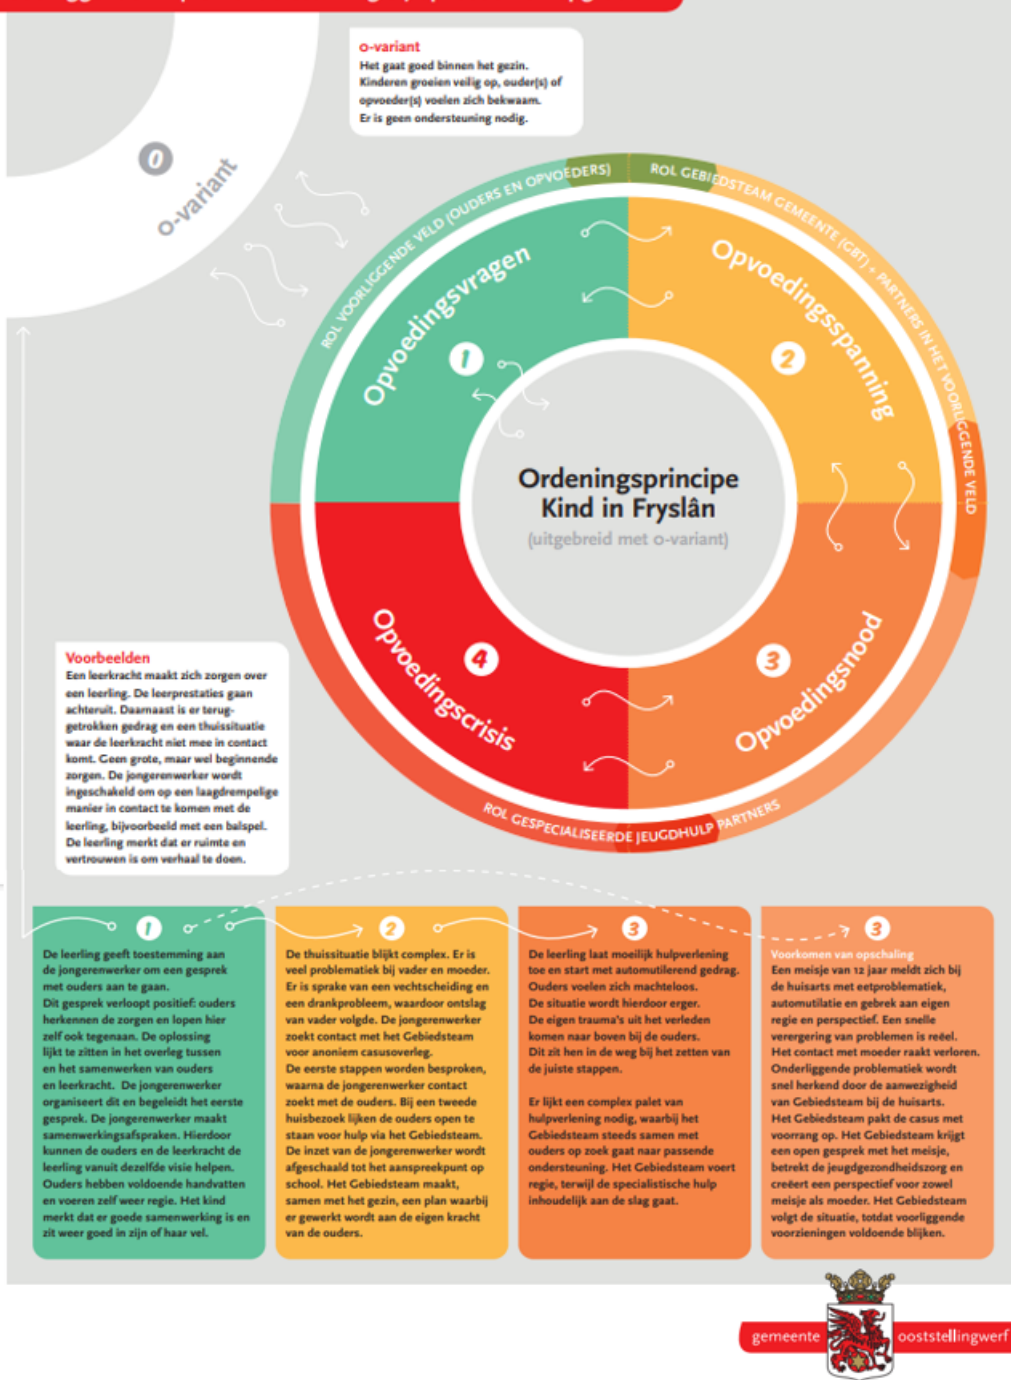 o-variant
Het gaat goed binnen het gezin.
Kinderen groeien veilig op, ouder(s) of
opvoeder(s) voelen zich bekwaam.
Er is geen ondersteuning nodig.
0
o-variant
ROL VOORLIGGENDE VELD (OUDERS EN OPVOEDERS)
ROL GEBIEDSTEAM GEMEENTE (GBT) + PARTNERS IN HET VOORLIGGENDE VELD
Opvoedingsvragen
1
Opvoedingsspanning
2
Ordeningsprincipe
Kind in Fryslân
(uitgebreid met o-variant)
Opvoedingscrisis
4
Opvoedingsnood
3
ROL GESPECIALISEERDE JEUGDHULP PARTNERS
Voorbeelden
Een leerkracht maakt zich zorgen over
een leerling. De leerprestaties gaan
achteruit. Daarnaast is er terug-
getrokken gedrag en een thuissituatie
waar de leerkracht niet mee in contact
komt. Geen grote, maar wel beginnende
zorgen. De jongerenwerker wordt
ingeschakeld om op een laagdrempelige
manier in contact te komen met de
leerling, bijvoorbeeld met een balspel.
De leerling merkt dat er ruimte en
vertrouwen is om verhaal te doen.
1
De leerling geeft toestemming aan
de jongerenwerker om een gesprek
met ouders aan te gaan.
Dit gesprek verloopt positief: ouders
herkennen de zorgen en lopen hier
zelf ook tegenaan. De oplossing
lijkt te zitten in het overleg tussen
en het samenwerken van ouders
en leerkracht. De jongerenwerker
organiseert dit en begeleidt het eerste
gesprek. De jongerenwerker maakt
samenwerkingsafspraken. Hierdoor
kunnen de ouders en de leerkracht de
leerling vanuit dezelfde visie helpen.
Ouders hebben voldoende handvatten
en voeren zelf weer regie. Het kind
merkt dat er goede samenwerking is en
zit weer goed in zijn of haar vel.
2
De thuissituatie blijkt complex. Er is
veel problematiek bij vader en moeder.
Er is sprake van een vechtscheiding en
een drankprobleem, waardoor ontslag
van vader volgde. De jongerenwerker
zoekt contact met het Gebiedsteam
voor anoniem casusoverleg.
De eerste stappen worden besproken,
waarna de jongerenwerker contact
zoekt met de ouders. Bij een tweede
huisbezoek lijken de ouders open te
staan voor hulp via het Gebiedsteam.
De inzet van de jongerenwerker wordt
afgeschaald tot het aanspreekpunt op
school. Het Gebiedsteam maakt,
samen met het gezin, een plan waarbij
er gewerkt wordt aan de eigen kracht
van de ouders.
3
De leerling laat moeilijk hulpverlening
toe en start met automutilerend gedrag.
Ouders voelen zich machteloos.
De situatie wordt hierdoor erger.
De eigen trauma's uit het verleden
komen naar boven bij de ouders.
Dit zit hen in de weg bij het zetten van
de juiste stappen.
Er lijkt een complex palet van
hulpverlening nodig, waarbij het
Gebiedsteam steeds samen met
ouders op zoek gaat naar passende
ondersteuning. Het Gebiedsteam voert
regie, terwijl de specialistische hulp
inhoudelijk aan de slag gaat.
3
Voorkomen van opschaling
Een meisje van 12 jaar meldt zich bij
de huisarts met eetproblematiek,
automutilatie en gebrek aan eigen
regie en perspectief. Een snelle
verergering van problemen is reëel.
Het contact met moeder raakt verloren.
Onderliggende problematiek wordt
snel herkend door de aanwezigheid
van Gebiedsteam bij de huisarts.
Het Gebiedsteam pakt de casus met
voorrang op. Het Gebiedsteam krijgt
een open gesprek met het meisje,
betrekt de jeugdgezondheidszorg en
creëert een perspectief voor zowel
meisje als moeder. Het Gebiedsteam
volgt de situatie, totdat voorliggende
voorzieningen voldoende blijken.
gemeente ooststellingwerf